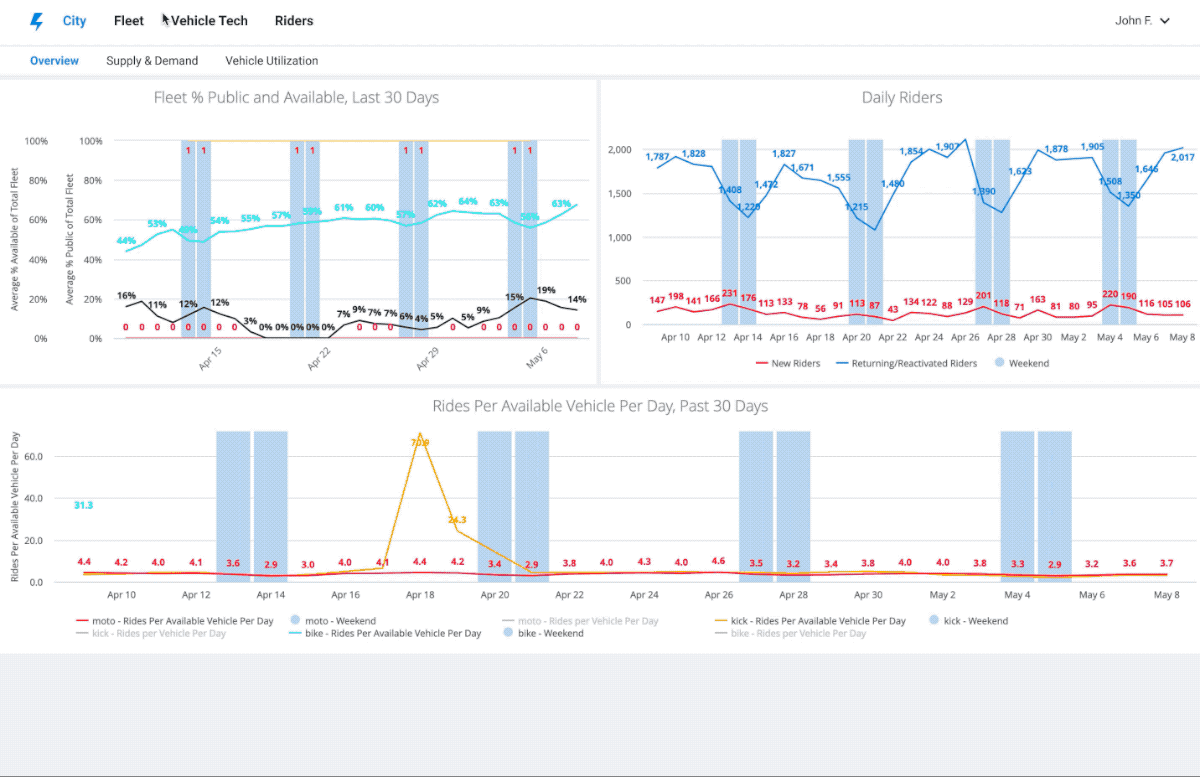 City Fleet Vehicle Tech Riders John F.
Overview Supply & Demand Vehicle Utilization
Fleet % Public and Available, Last 30 Days
Average % Available of Total Fleet
100%
80%
60%
40%
20%
0%
Average % Public of Total Fleet
100%
80%
60%
40%
20%
0%
1 1 1 1 1 1 1 1
44% 53% 49% 54% 55% 57% 59% 61% 60% 57% 62% 64% 63% 58% 63%
16% 11% 12% 12% 3% 0% 0% 0% 0% 0% 7% 9% 7% 7% 6% 4% 5% 5% 9% 15% 19% 14%
0 0 0 0 0 0 0 0 0 0 0 0 0 0 0 0 0 0
Apr 15 Apr 22 Apr 29 May 6
Daily Riders
2,000
1,500
1,000
500
0
1,787 1,828 1,408 1,229 1,472 1,827 1,671 1,555 1,215 1,480 1,854 1,907 1,390 1,623 1,878 1,905 1,508 1,350 1,646 2,017
147 198 141 166 231 176 113 133 78 56 91 113 87 43 134 122 88 129 201 118 71 163 81 80 95 220 190 116 105 106
Apr 10 Apr 12 Apr 14 Apr 16 Apr 18 Apr 20 Apr 22 Apr 24 Apr 26 Apr 28 Apr 30 May 2 May 4 May 6 May 8
New Riders Returning/Reactivated Riders Weekend
Rides Per Available Vehicle Per Day, Past 30 Days
Rides Per Available Vehicle Per Day
60.0
40.0
20.0
0.0
31.3
24.3
4.4 4.2 4.0 4.1 3.6 2.9 3.0 4.0 4.1 4.4 4.2 3.4 2.9 3.8 4.0 4.3 4.0 4.6 3.5 3.2 3.4 3.8 4.0 4.0 3.8 3.3 2.9 3.2 3.6 3.7
Apr 10 Apr 12 Apr 14 Apr 16 Apr 18 Apr 20 Apr 22 Apr 24 Apr 26 Apr 28 Apr 30 May 2 May 4 May 6 May 8
moto - Rides Per Available Vehicle Per Day moto - Weekend moto - Rides per Vehicle Per Day kick - Rides Per Available Vehicle Per Day kick - Weekend
kick - Rides per Vehicle Per Day bike - Rides Per Available Vehicle Per Day bike - Weekend bike - Rides per Vehicle Per Day